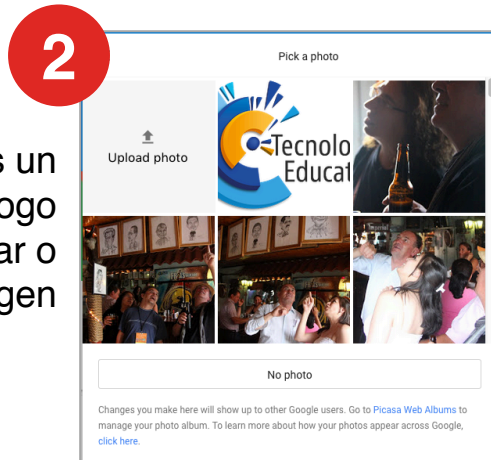 2
s un
ogo
ar o
gen
Pick a photo
Upload photo
Tecnolo
Educat
No photo
Changes you make here will show up to other Google users. Go to Picasa Web Albums to
manage your photo album. To learn more about how your photos appear across Google,
click here.